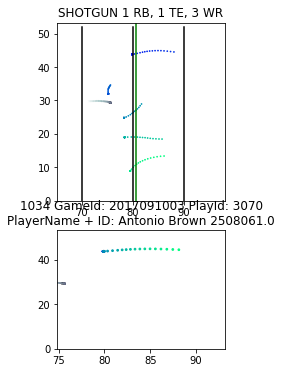 SHOTGUN 1 RB, 1 TE, 3 WR
50
40
30
20
10
0
70 80 90
1034 GameId: 2017091003 PlayId: 3070
PlayerName + ID: Antonio Brown 2508061.0
40
20
0
75 80 85 90